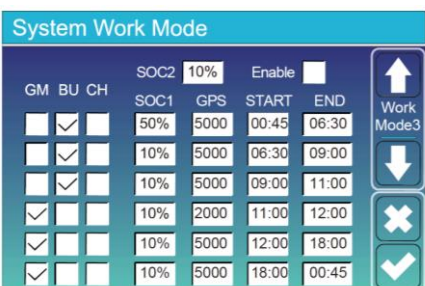 System Work Mode
SOC2 10% Enable
GM BU CH SOC1 GPS START END
50% 5000 00:45 06:30
10% 5000 06:30 09:00
10% 5000 09:00 11:00
10% 2000 11:00 12:00
10% 5000 12:00 18:00
10% 5000 18:00 00:45
Work
Mode3